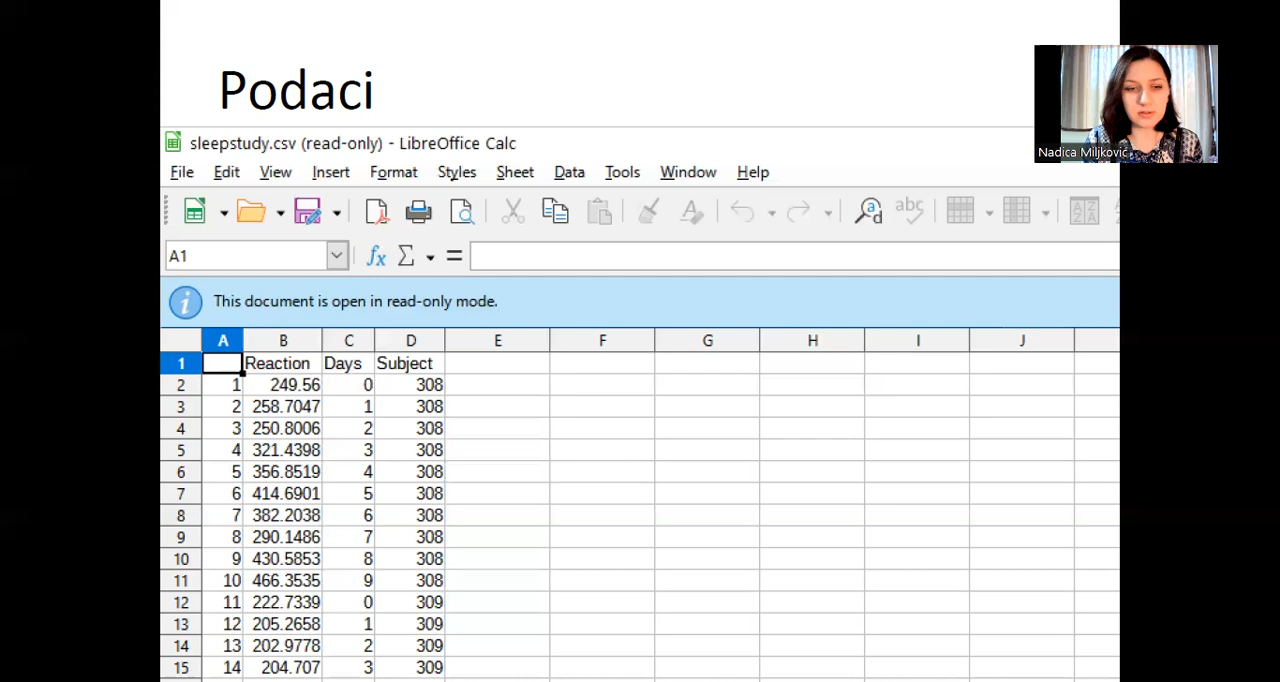 Podaci
Nadica Miljković
sleepstudy.csv (read-only) - LibreOffice Calc
File Edit View Insert Format Styles Sheet Data Tools Window Help
A1
This document is open in read-only mode.
A B C D E F G H I J
1 Reaction Days Subject
2 1 249.56 0 308
3 2 258.7047 1 308
4 3 250.8006 2 308
5 4 321.4398 3 308
6 5 356.8519 4 308
7 6 414.6901 5 308
8 7 382.2038 6 308
9 8 290.1486 7 308
10 9 430.5853 8 308
11 10 466.3535 9 308
12 11 222.7339 0 309
13 12 205.2658 1 309
14 13 202.9778 2 309
15 14 204.707 3 309